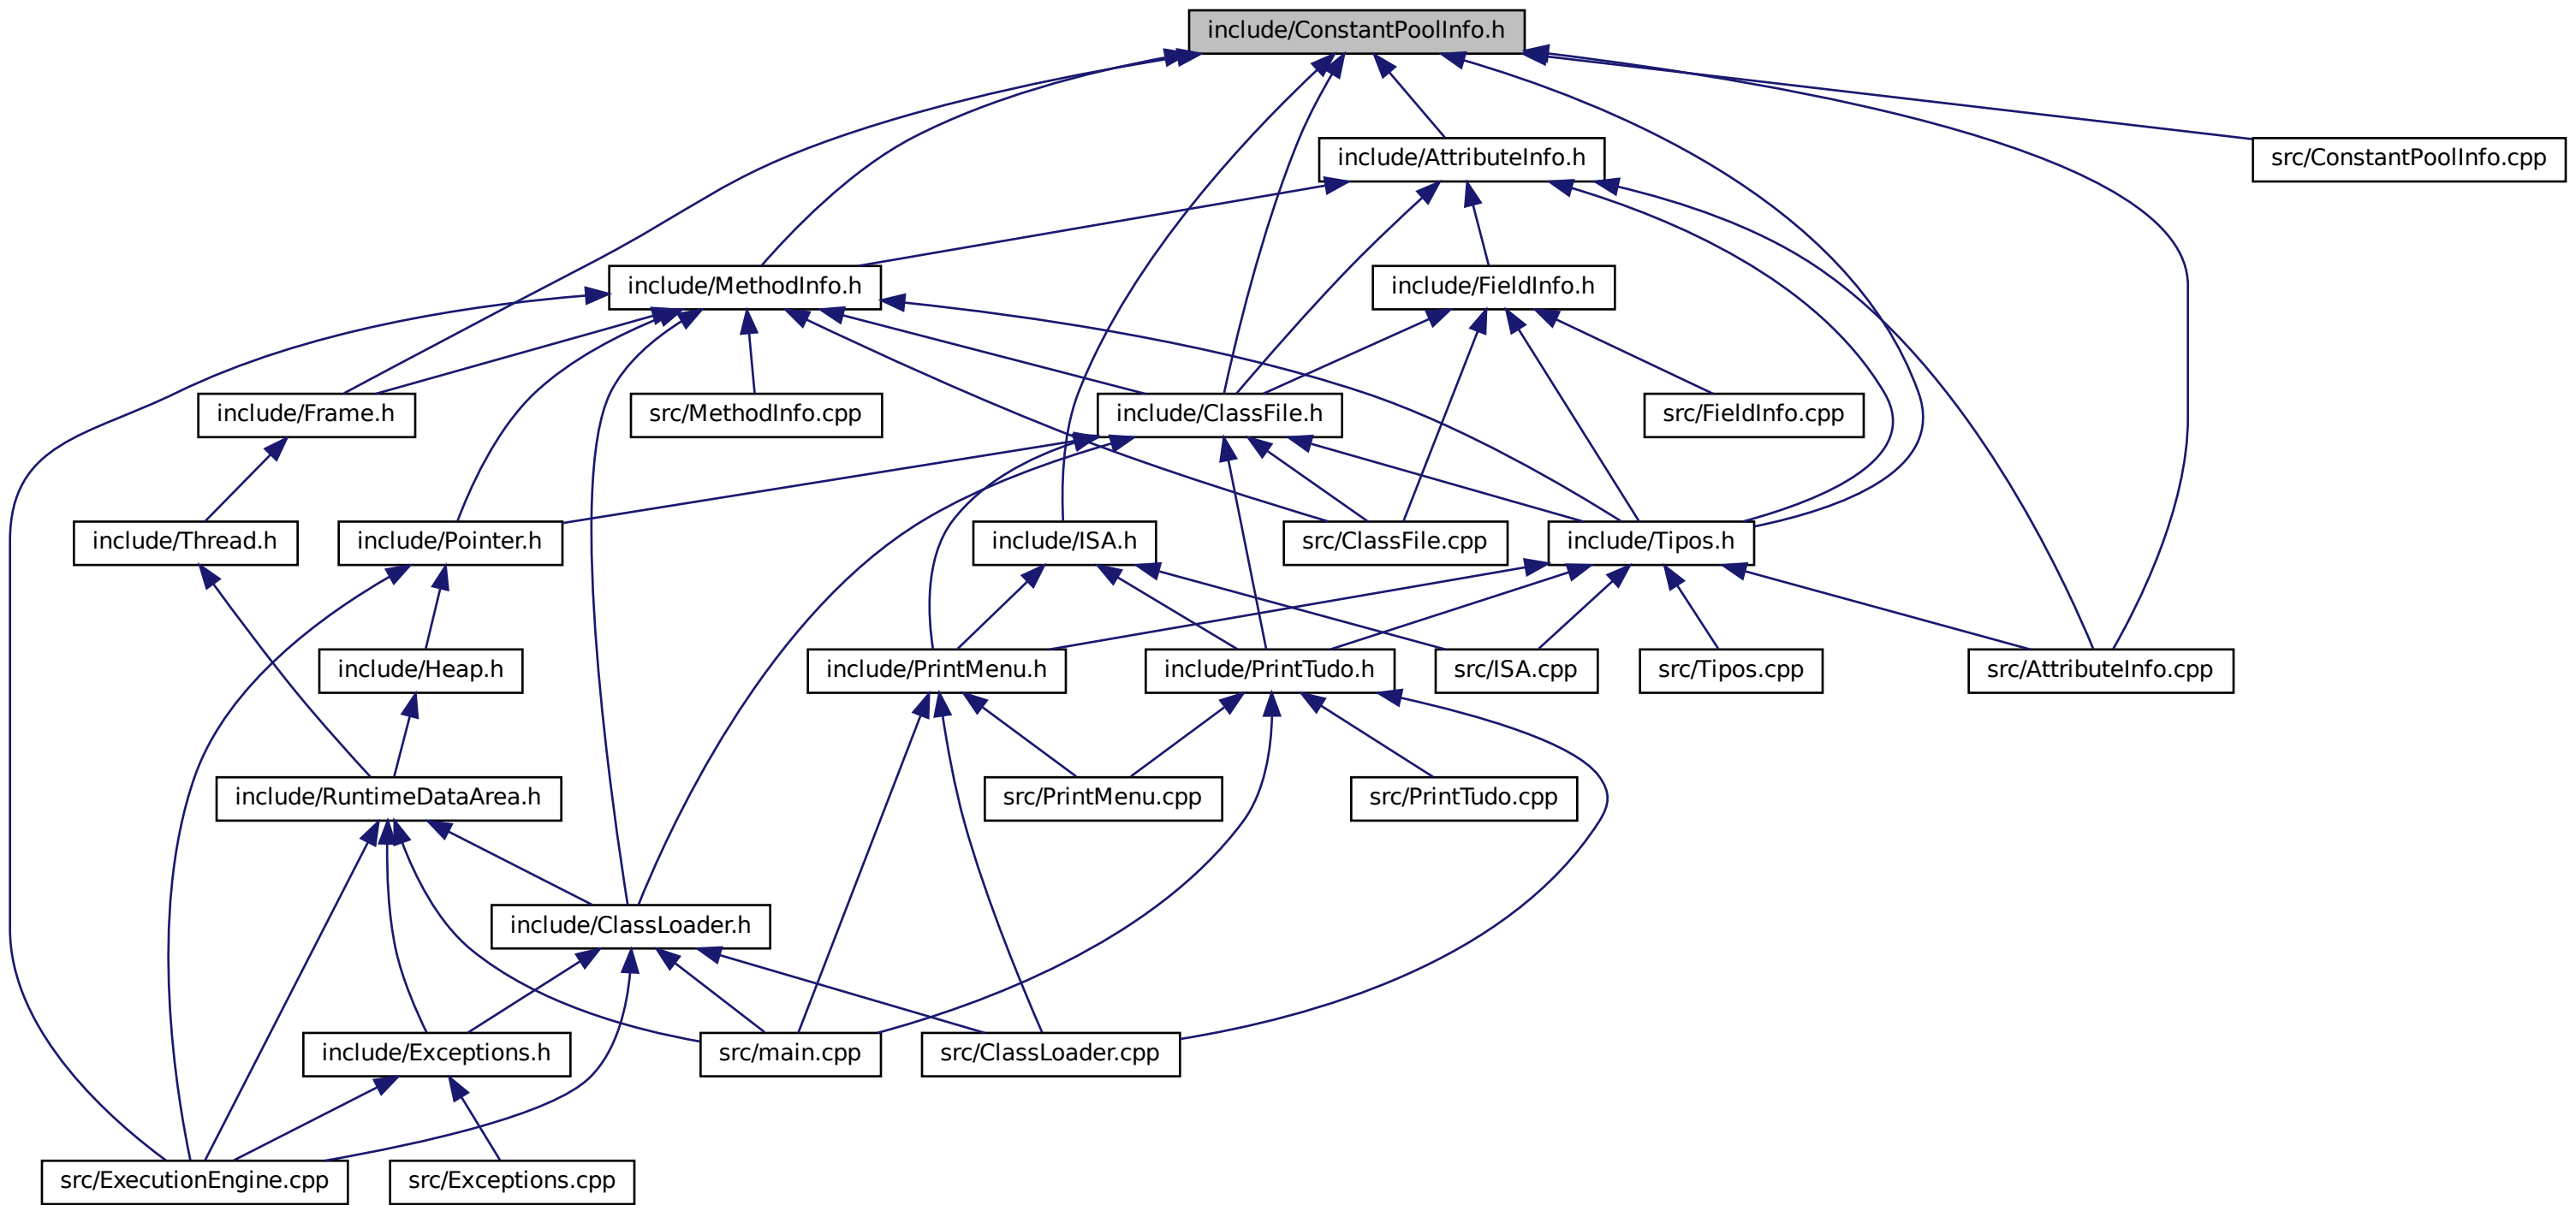 include/ConstantPoolInfo.h
include/AttributeInfo.h
src/ConstantPoolInfo.cpp
include/MethodInfo.h
include/FieldInfo.h
include/Frame.h
src/MethodInfo.cpp
include/ClassFile.h
src/FieldInfo.cpp
include/Thread.h
include/Pointer.h
include/ISA.h
src/ClassFile.cpp
include/Tipos.h
include/Heap.h
include/PrintMenu.h
include/PrintTudo.h
src/ISA.cpp
src/Tipos.cpp
src/AttributeInfo.cpp
include/RuntimeDataArea.h
src/PrintMenu.cpp
src/PrintTudo.cpp
include/ClassLoader.h
include/Exceptions.h
src/main.cpp
src/ClassLoader.cpp
src/ExecutionEngine.cpp
src/Exceptions.cpp